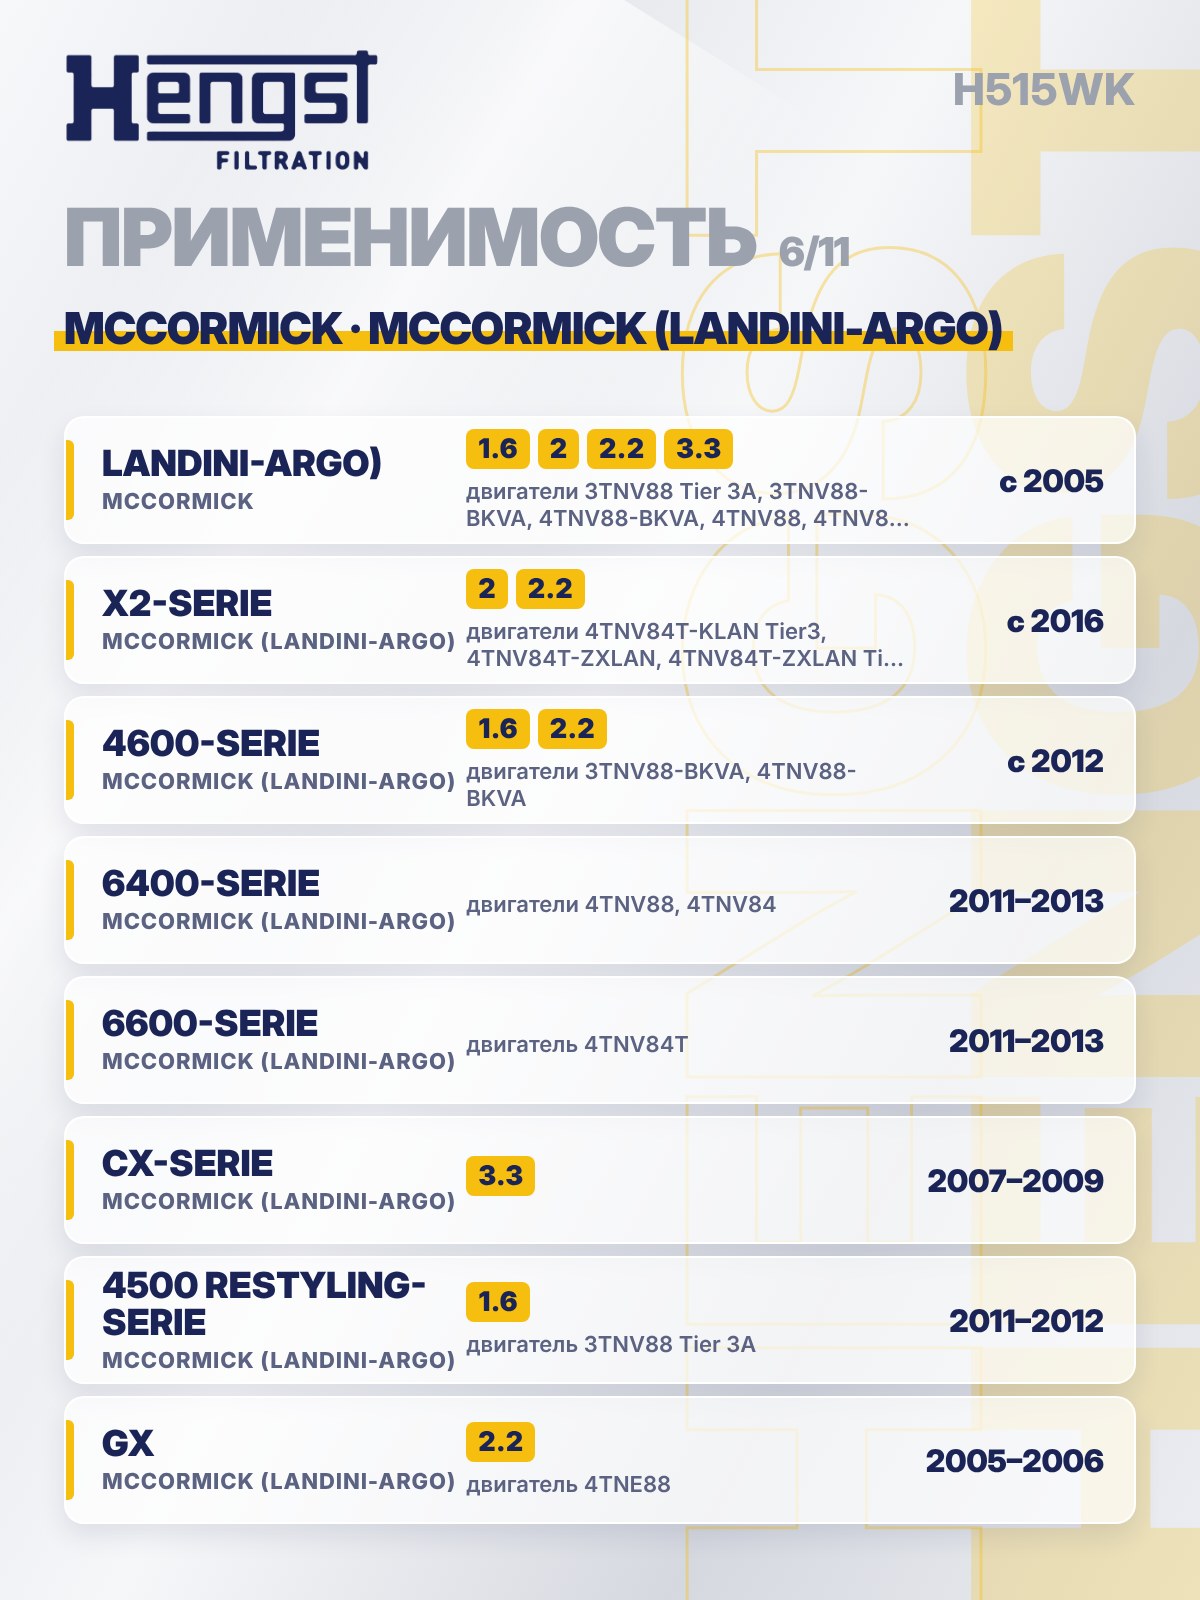 Hengst
FILTRATION
H515WK
ПРИМЕНИМОСТЬ 6/11
MCCORMICK · MCCORMICK (LANDINI-ARGO)
LANDINI-ARGO)
MCCORMICK
1.6 2 2.2 3.3
двигатели 3TNV88 Tier 3A, 3TNV88-
BKVA, 4TNV88-BKVA, 4TNV88, 4TNV8...
с 2005
X2-SERIE
MCCORMICK (LANDINI-ARGO)
2 2.2
двигатели 4TNV84T-KLAN Tier3,
4TNV84T-ZXLAN, 4TNV84T-ZXLAN Ti...
с 2016
4600-SERIE
MCCORMICK (LANDINI-ARGO)
1.6 2.2
двигатели 3TNV88-BKVA, 4TNV88-
BKVA
с 2012
6400-SERIE
MCCORMICK (LANDINI-ARGO)
двигатели 4TNV88, 4TNV84
2011–2013
6600-SERIE
MCCORMICK (LANDINI-ARGO)
двигатель 4TNV84T
2011–2013
CX-SERIE
MCCORMICK (LANDINI-ARGO)
3.3
2007–2009
4500 RESTYLING-
SERIE
MCCORMICK (LANDINI-ARGO)
1.6
двигатель 3TNV88 Tier 3A
2011–2012
GX
MCCORMICK (LANDINI-ARGO)
2.2
двигатель 4TNE88
2005–2006
HENGST
HENGST